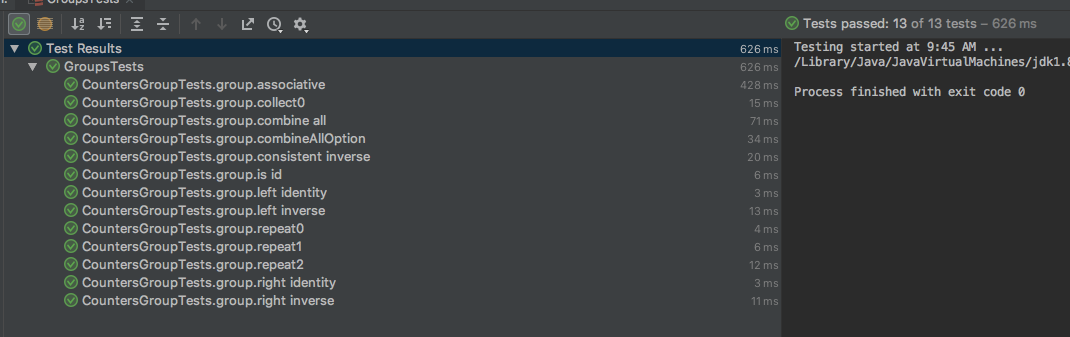 GroupsTests
Tests passed: 13 of 13 tests – 626 ms
Test Results 626 ms
GroupsTests 626 ms
CountersGroupTests.group.associative 428 ms
CountersGroupTests.group.collect0 15 ms
CountersGroupTests.group.combine all 71 ms
CountersGroupTests.group.combineAllOption 34 ms
CountersGroupTests.group.consistent inverse 20 ms
CountersGroupTests.group.is id 6 ms
CountersGroupTests.group.left identity 3 ms
CountersGroupTests.group.left inverse 13 ms
CountersGroupTests.group.repeat0 4 ms
CountersGroupTests.group.repeat1 6 ms
CountersGroupTests.group.repeat2 12 ms
CountersGroupTests.group.right identity 3 ms
CountersGroupTests.group.right inverse 11 ms
Testing started at 9:45 AM ...
/Library/Java/JavaVirtualMachines/jdk1.8
Process finished with exit code 0